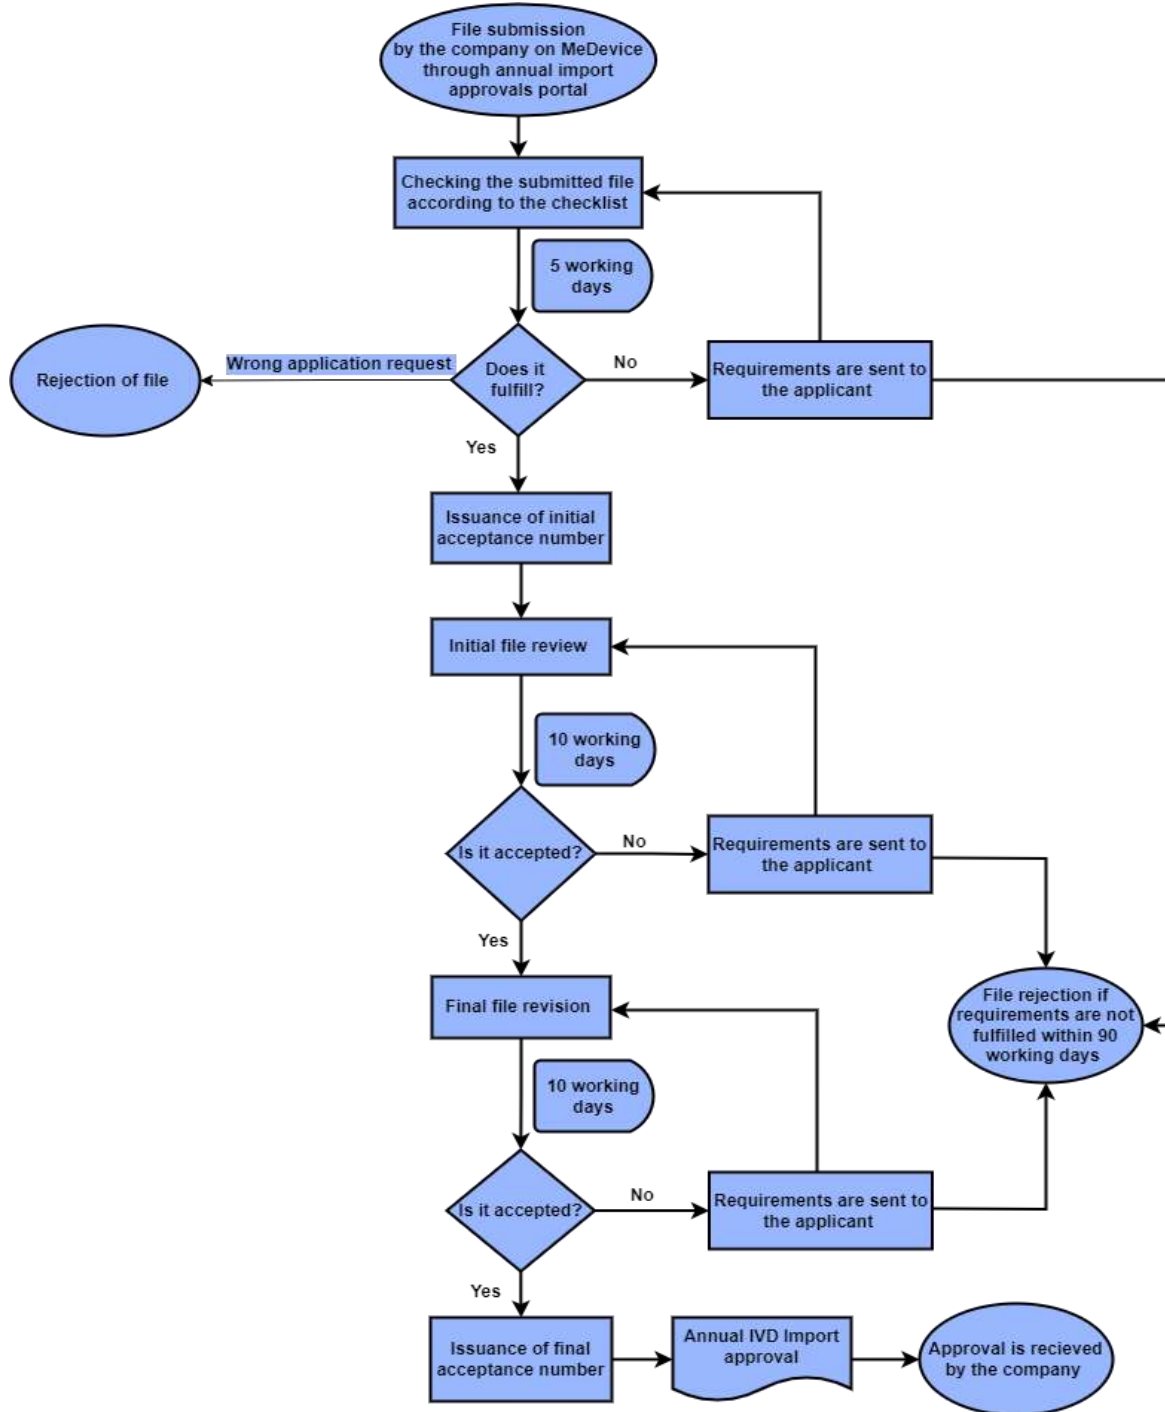 File submission
by the company on MeDevice
through annual import
approvals portal
Checking the submitted file
according to the checklist
5 working
days
Wrong application request
Rejection of file
Does it
fulfill?
No
Requirements are sent to
the applicant
Yes
Issuance of initial
acceptance number
Initial file review
10 working
days
Is it accepted?
No
Requirements are sent to
the applicant
Yes
Final file revision
File rejection if
requirements are not
fulfilled within 90
working days
10 working
days
Is it accepted?
No
Requirements are sent to
the applicant
Yes
Issuance of final
acceptance number
Annual IVD Import
approval
Approval is recieved
by the company